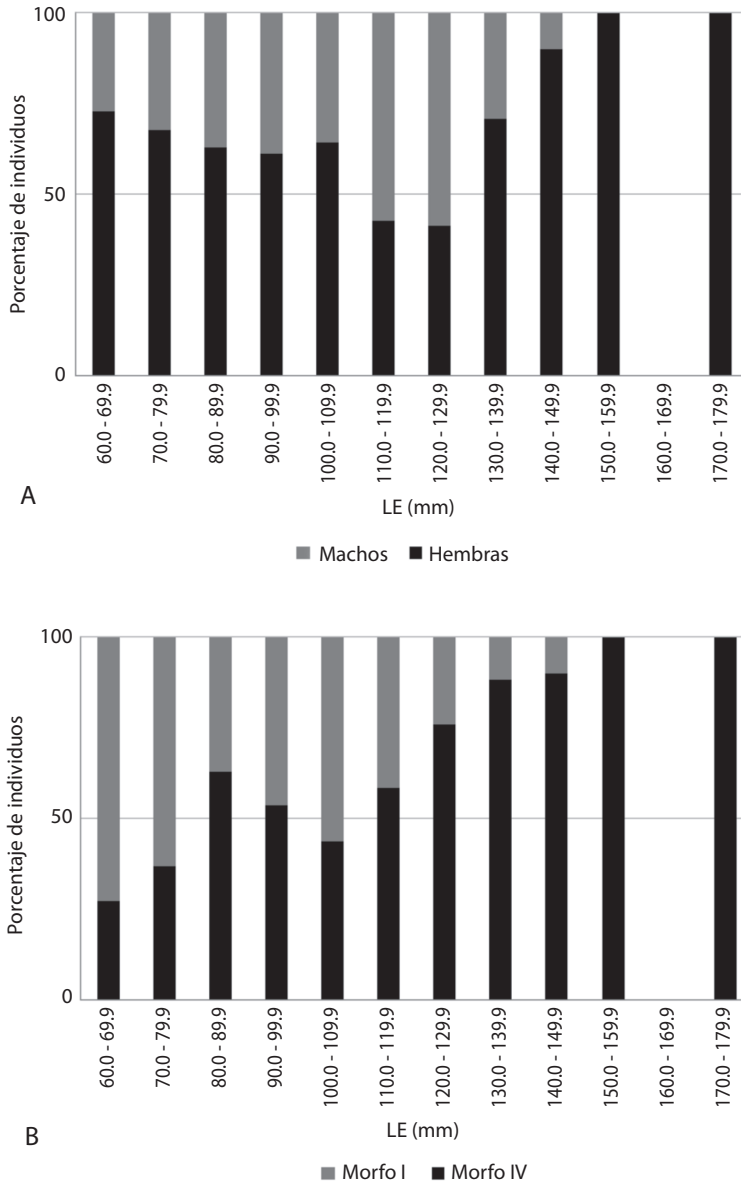 100
50
0
Porcentaje de individuos
60.0 - 69.9
70.0 - 79.9
80.0 - 89.9
90.0 - 99.9
100.0 - 109.9
110.0 - 119.9
120.0 - 129.9
130.0 - 139.9
140.0 - 149.9
150.0 - 159.9
160.0 - 169.9
170.0 - 179.9
A
LE (mm)
Machos Hembras
100
50
0
Porcentaje de individuos
60.0 - 69.9
70.0 - 79.9
80.0 - 89.9
90.0 - 99.9
100.0 - 109.9
110.0 - 119.9
120.0 - 129.9
130.0 - 139.9
140.0 - 149.9
150.0 - 159.9
160.0 - 169.9
170.0 - 179.9
B
LE (mm)
Morfo I Morfo IV